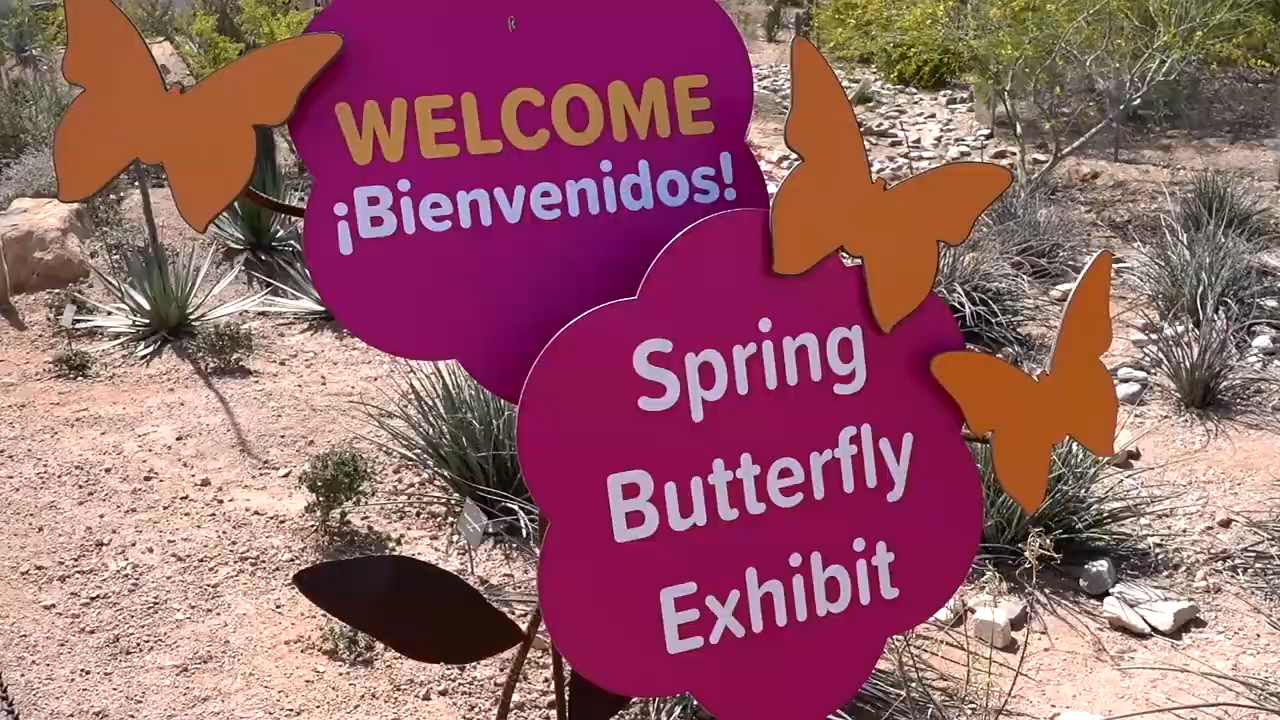 WELCOME
¡Bienvenidos!
Spring
Butterfly
Exhibit